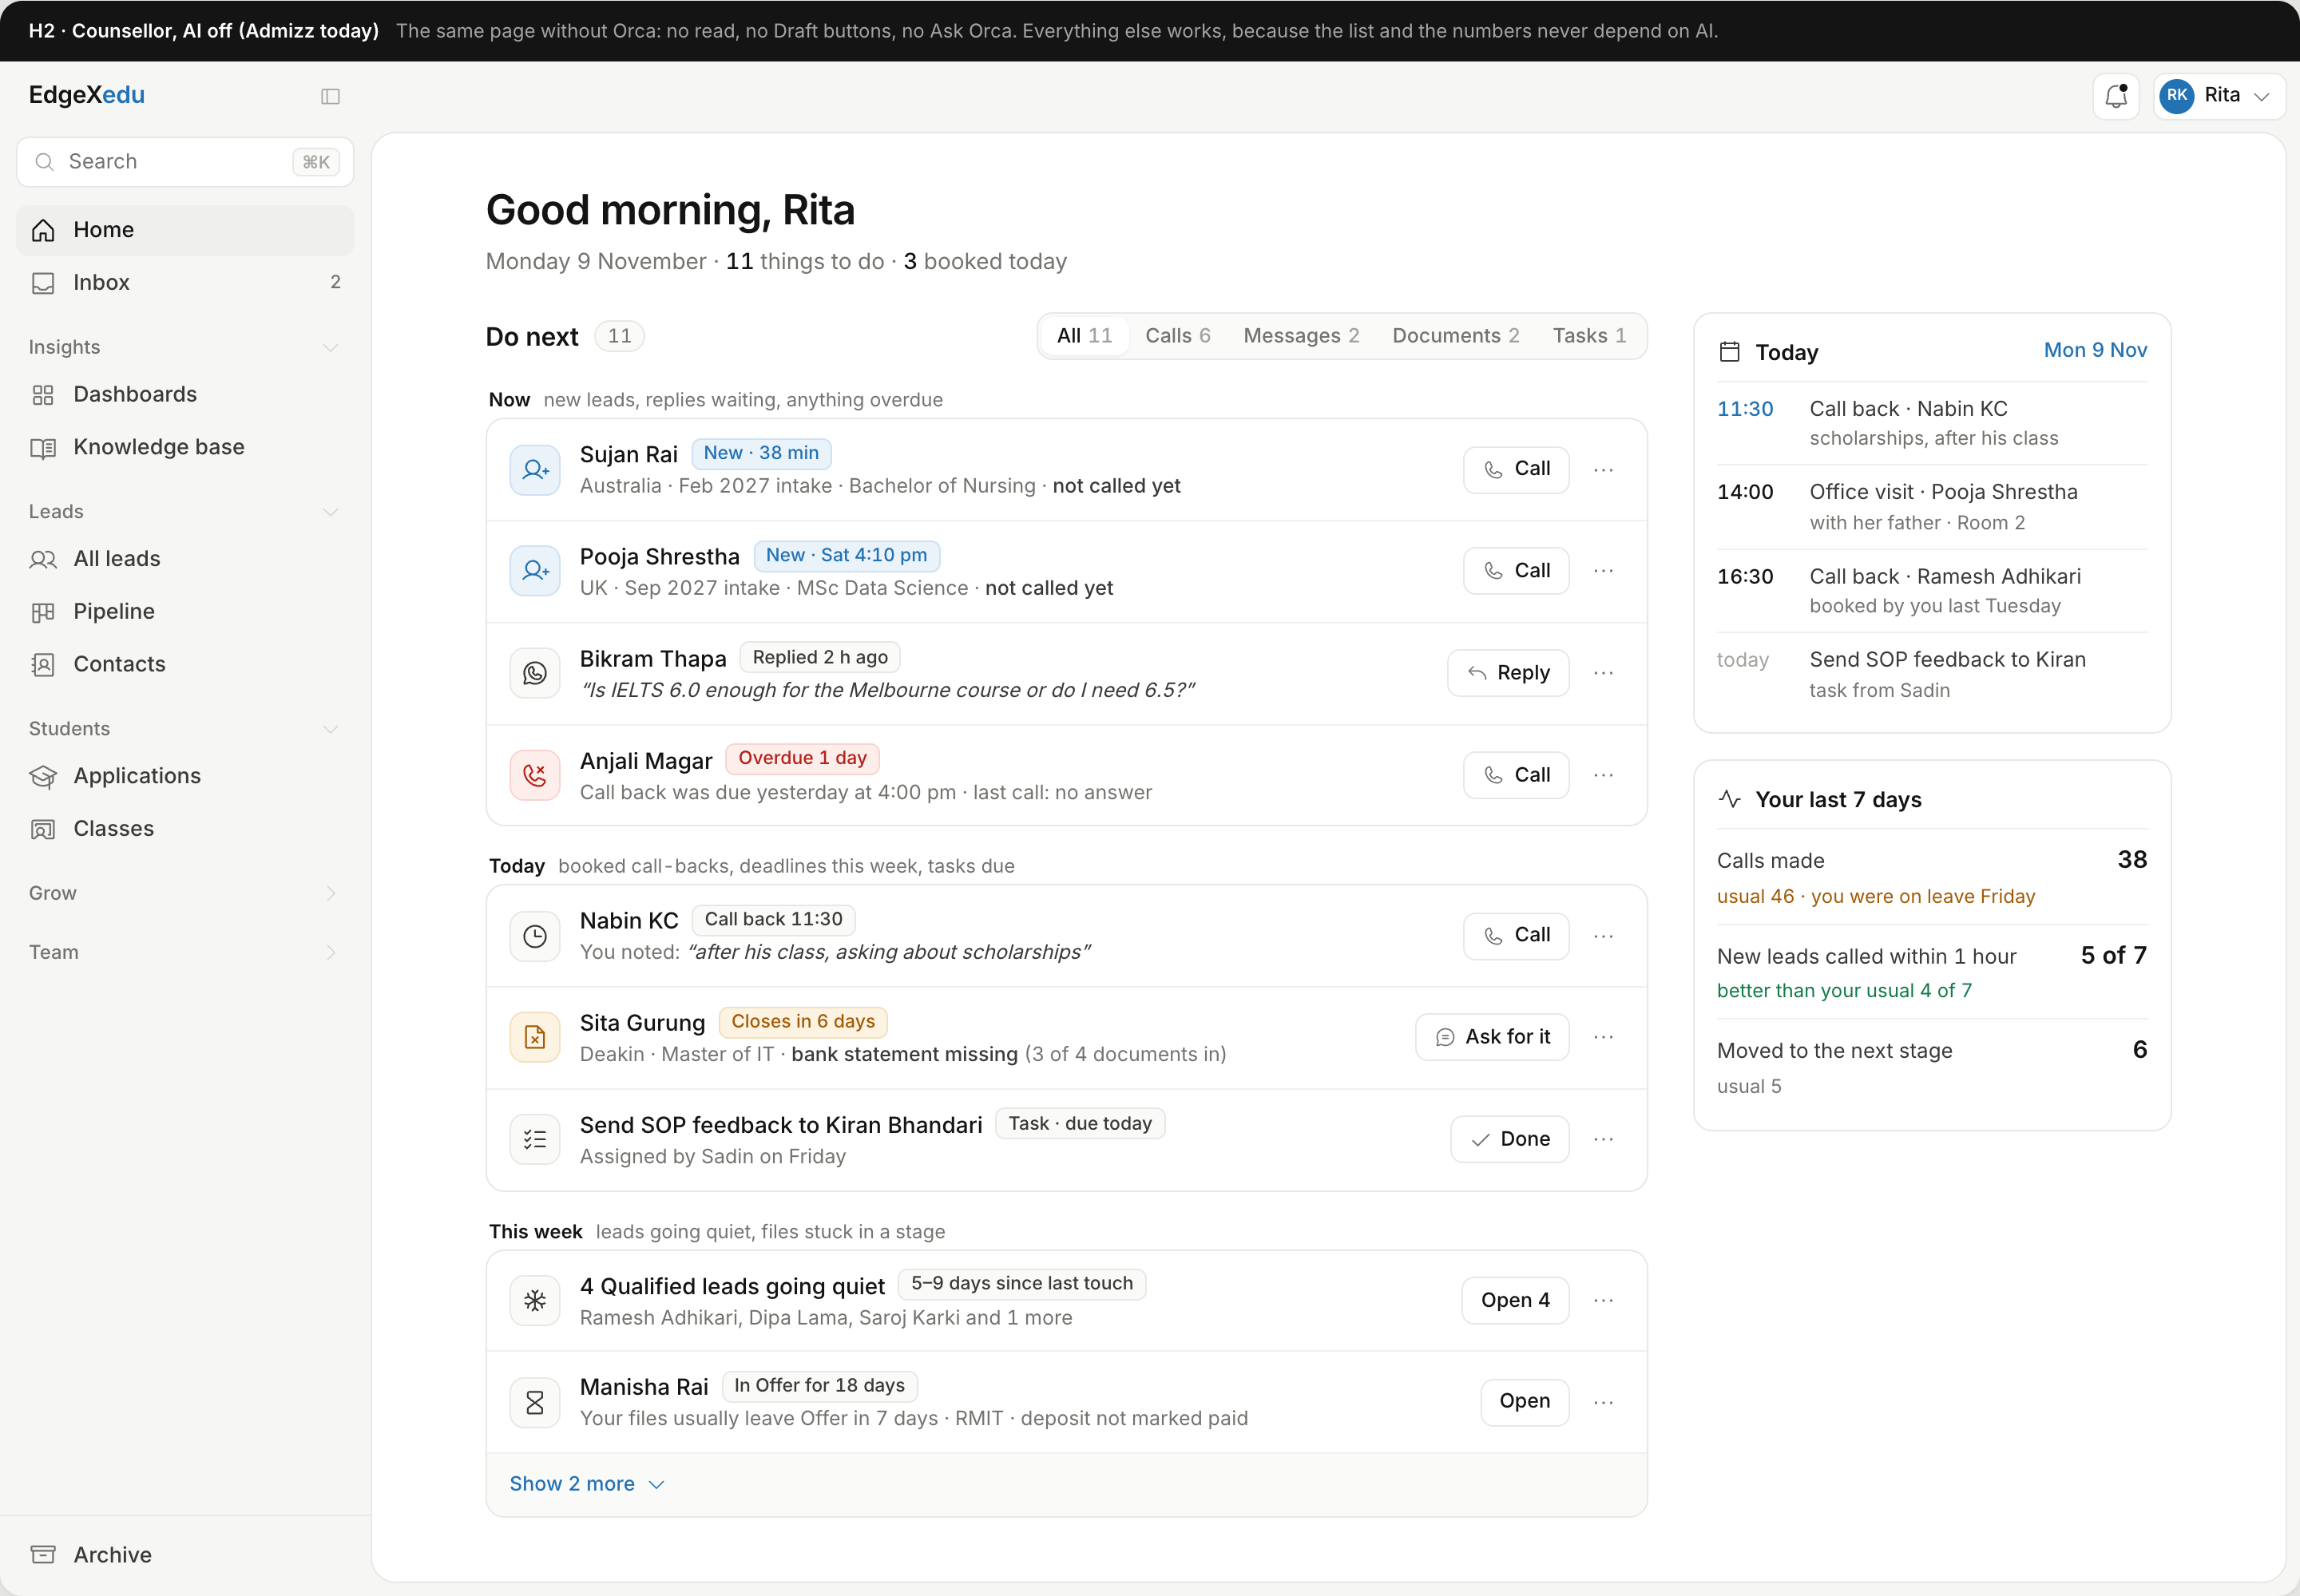 H2 · Counsellor, AI off (Admizz today) The same page without Orca: no read, no Draft buttons, no Ask Orca. Everything else works, because the list and the numbers never depend on AI.
EdgeXedu
RK Rita
Search ⌘K
Home
Inbox 2
Insights
Dashboards
Knowledge base
Leads
All leads
Pipeline
Contacts
Students
Applications
Classes
Grow
Team
Archive
Good morning, Rita
Monday 9 November · 11 things to do · 3 booked today
Do next 11
All 11 Calls 6 Messages 2 Documents 2 Tasks 1
Now new leads, replies waiting, anything overdue
Sujan Rai New · 38 min
Australia · Feb 2027 intake · Bachelor of Nursing · not called yet
Call
Pooja Shrestha New · Sat 4:10 pm
UK · Sep 2027 intake · MSc Data Science · not called yet
Call
Bikram Thapa Replied 2 h ago
“Is IELTS 6.0 enough for the Melbourne course or do I need 6.5?”
Reply
Anjali Magar Overdue 1 day
Call back was due yesterday at 4:00 pm · last call: no answer
Call
Today booked call-backs, deadlines this week, tasks due
Nabin KC Call back 11:30
You noted: “after his class, asking about scholarships”
Call
Sita Gurung Closes in 6 days
Deakin · Master of IT · bank statement missing (3 of 4 documents in)
Ask for it
Send SOP feedback to Kiran Bhandari Task · due today
Assigned by Sadin on Friday
Done
This week leads going quiet, files stuck in a stage
4 Qualified leads going quiet 5–9 days since last touch
Ramesh Adhikari, Dipa Lama, Saroj Karki and 1 more
Open 4
Manisha Rai In Offer for 18 days
Your files usually leave Offer in 7 days · RMIT · deposit not marked paid
Open
Show 2 more
Today Mon 9 Nov
11:30 Call back · Nabin KC
scholarships, after his class
14:00 Office visit · Pooja Shrestha
with her father · Room 2
16:30 Call back · Ramesh Adhikari
booked by you last Tuesday
today Send SOP feedback to Kiran
task from Sadin
Your last 7 days
Calls made 38
usual 46 · you were on leave Friday
New leads called within 1 hour 5 of 7
better than your usual 4 of 7
Moved to the next stage 6
usual 5